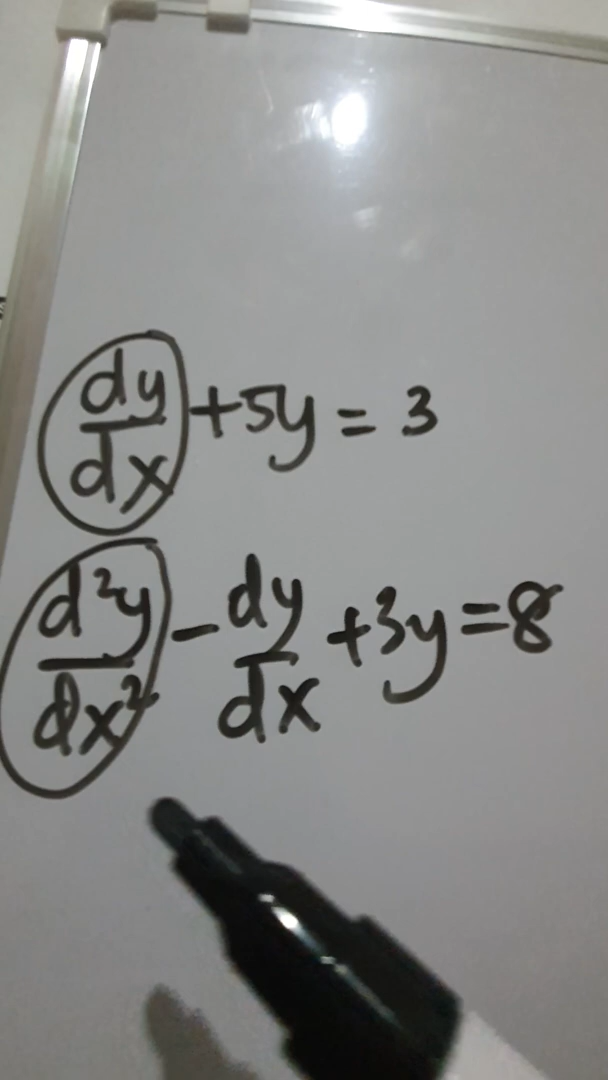 dy/dx + 5y = 3
d²y/dx² - dy/dx + 3y = 8